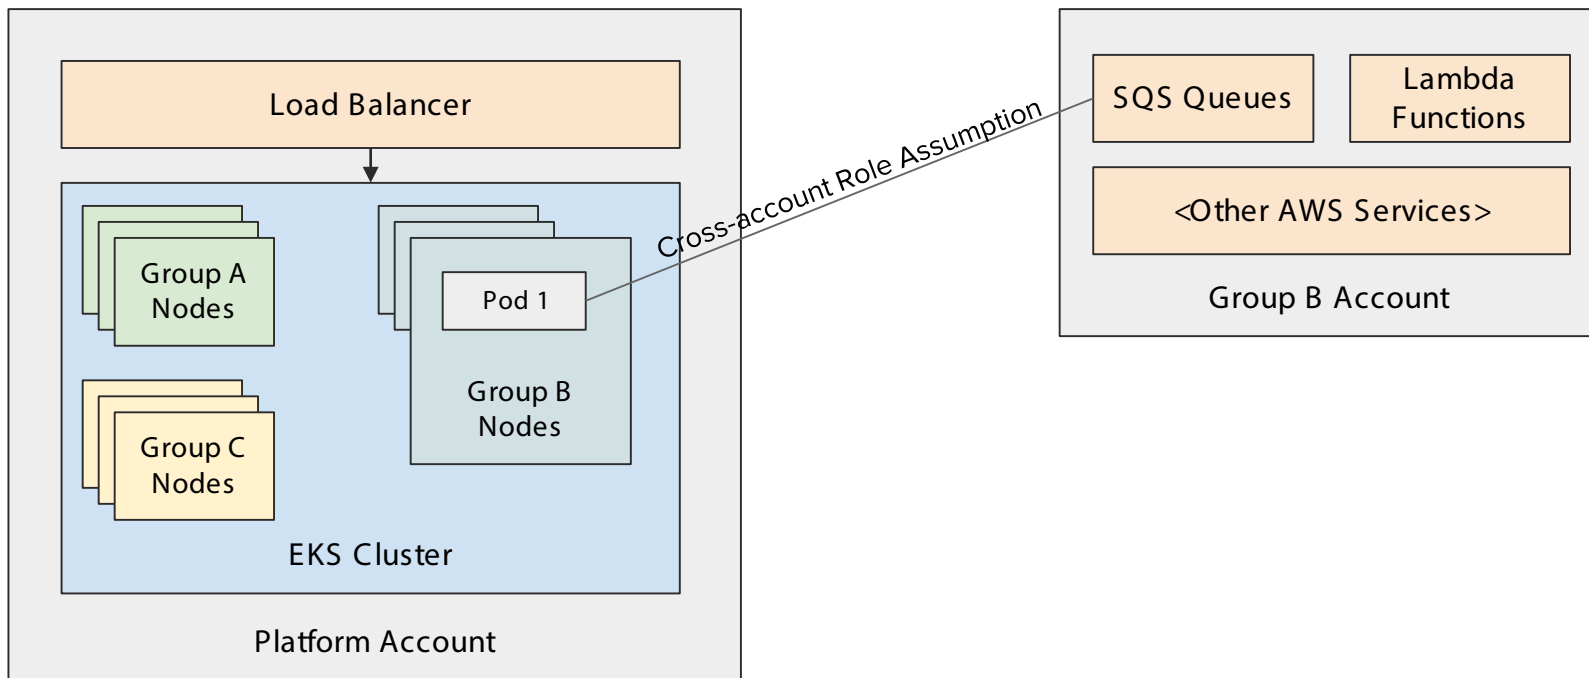 Load Balancer
Group A
Nodes
Pod 1
Group B
Nodes
Group C
Nodes
EKS Cluster
Platform Account
Cross-account Role Assumption
SQS Queues
Lambda
Functions
<Other AWS Services>
Group B Account